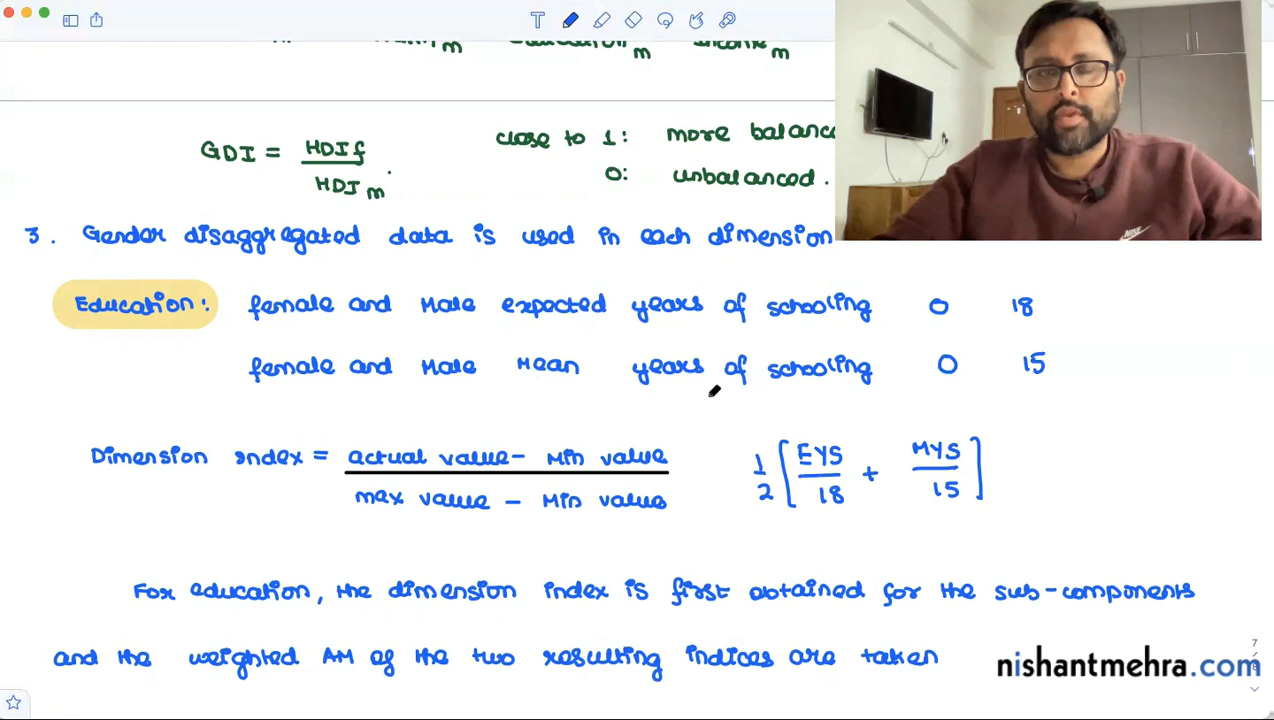 GDI = HDIf / HDIm . close to 1: more balance
0: unbalanced.
3. Gender disaggregated data is used in each dimension
Education: female and Male expected years of schooling 0 18
female and Male Mean years of schooling 0 15
Dimension Index = actual value - Min value / max value - Min value 1/2 [ EYS/18 + MYS/15 ]
For education, the dimension index is first obtained for the sub-components
and the weighted AM of the two resulting indices are taken
nishantmehra.com
7